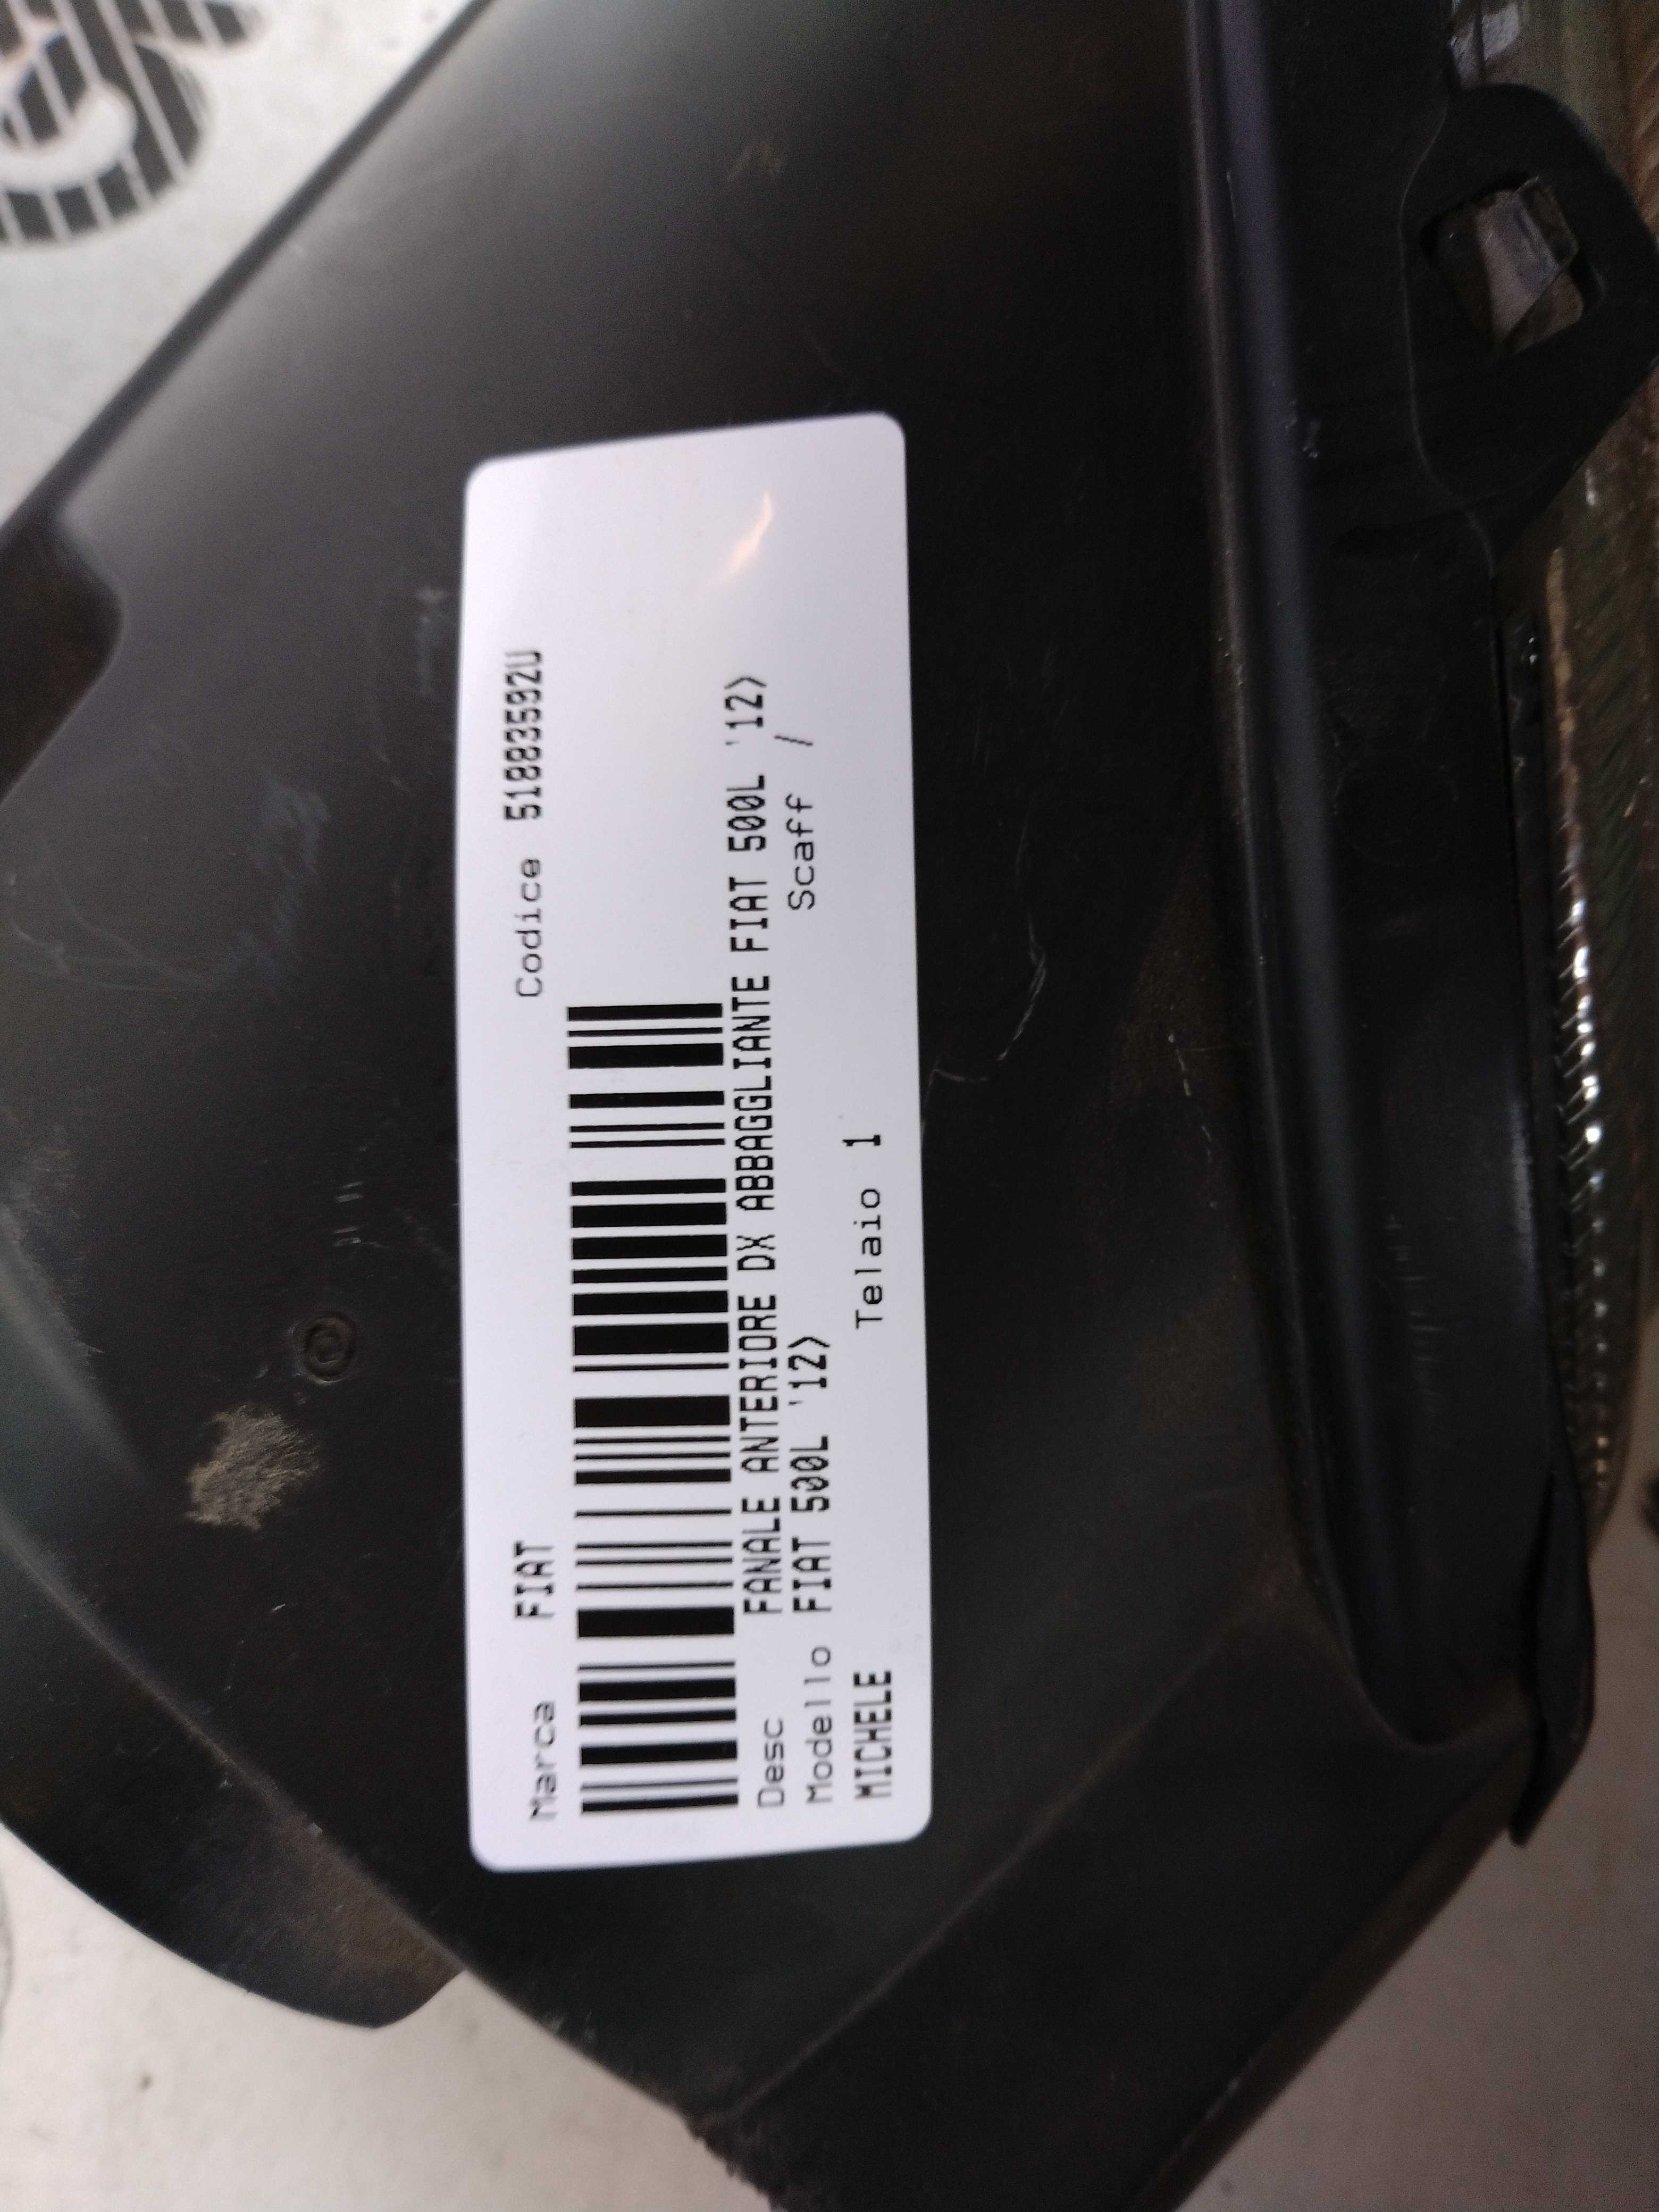 Marca FIAT Codice 51883592U
Desc FANALE ANTERIORE DX ABBAGGLIANTE FIAT 500L '12>
Modello FIAT 500L '12> Scaff /
MICHELE Telaio 1